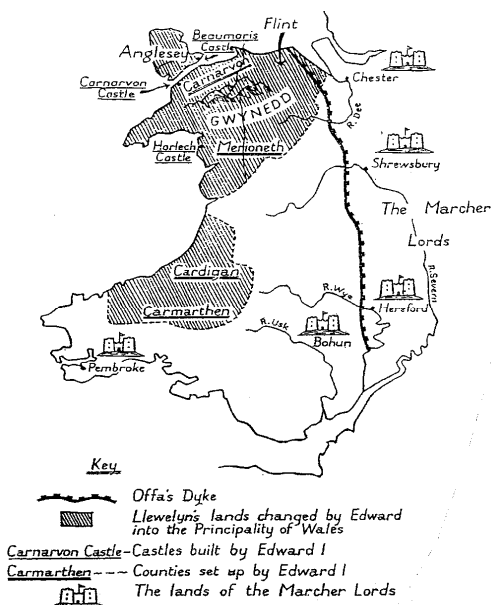 Flint
Beaumaris
Castle
Anglesey
Carnarvon
Carnarvon
Castle
Chester
GWYNEDD
R. Dee
Horlech
Castle
Merioneth
Shrewsbury
The Marcher
Lords
Cardigan
R. Severn
R. Wye
Hereford
Carmarthen
R. Usk
Bohun
Pembroke
Key
Offa's Dyke
Llewelyn's lands changed by Edward
into the Principality of Wales
Carnarvon Castle - Castles built by Edward I
Carmarthen --- Counties set up by Edward I
The lands of the Marcher Lords